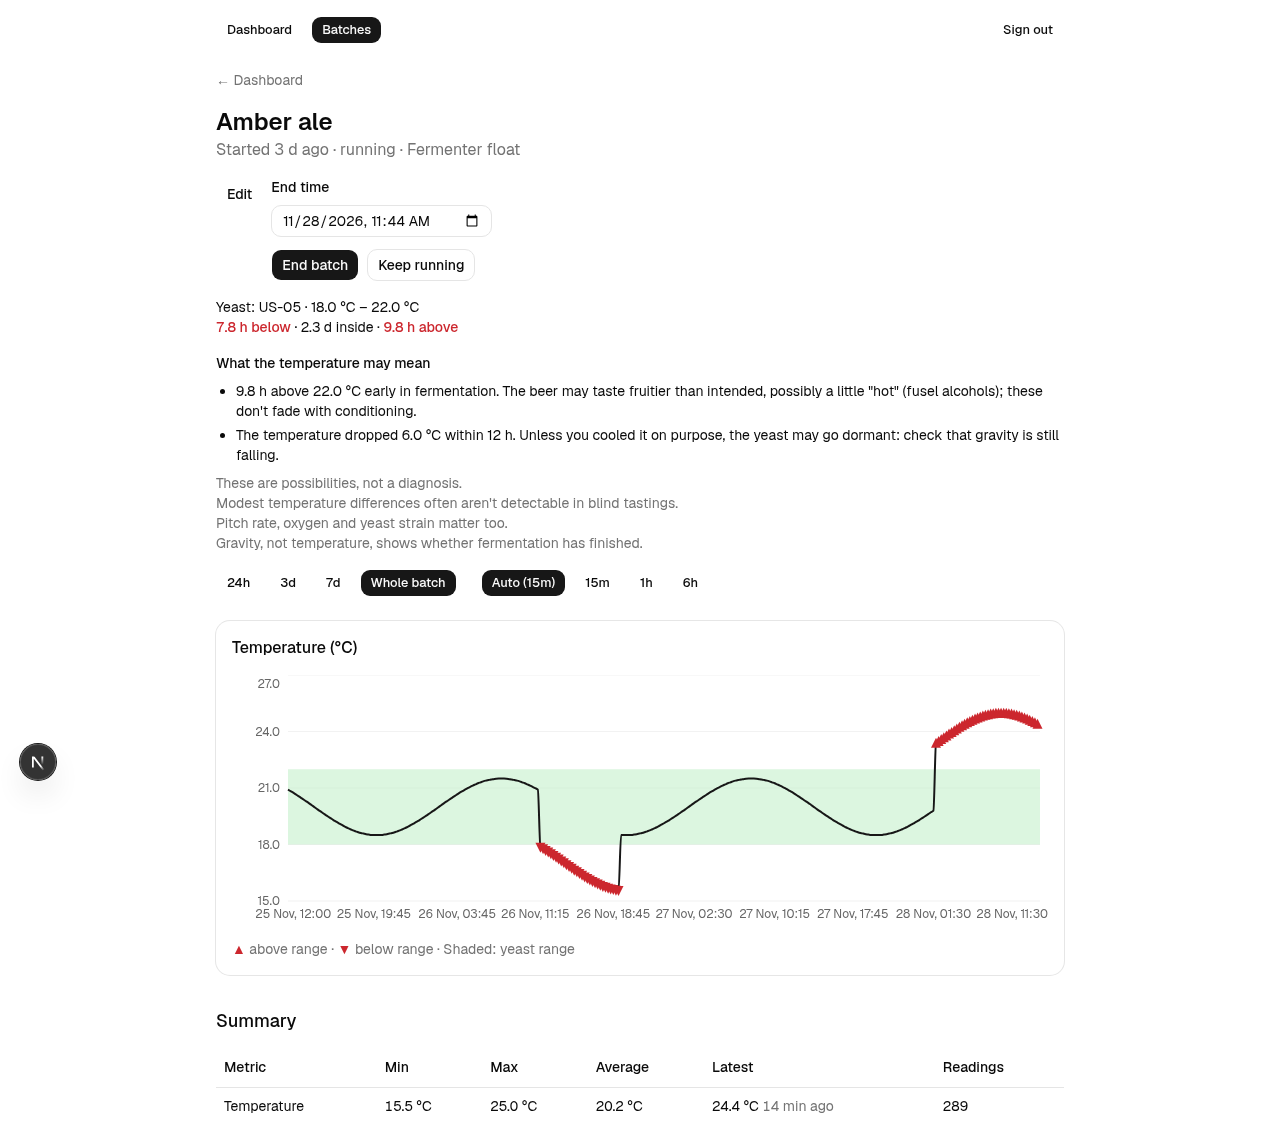 Dashboard Batches Sign out
← Dashboard
Amber ale
Started 3 d ago · running · Fermenter float
Edit
End time
11/28/2026, 11:44 AM
End batch Keep running
Yeast: US-05 · 18.0 °C – 22.0 °C
7.8 h below · 2.3 d inside · 9.8 h above
What the temperature may mean
• 9.8 h above 22.0 °C early in fermentation. The beer may taste fruitier than intended, possibly a little "hot" (fusel alcohols); these
don't fade with conditioning.
• The temperature dropped 6.0 °C within 12 h. Unless you cooled it on purpose, the yeast may go dormant: check that gravity is still
falling.
These are possibilities, not a diagnosis.
Modest temperature differences often aren't detectable in blind tastings.
Pitch rate, oxygen and yeast strain matter too.
Gravity, not temperature, shows whether fermentation has finished.
24h 3d 7d Whole batch Auto (15m) 15m 1h 6h
Temperature (°C)
27.0
24.0
21.0
18.0
15.0
25 Nov, 12:00 25 Nov, 19:45 26 Nov, 03:45 26 Nov, 11:15 26 Nov, 18:45 27 Nov, 02:30 27 Nov, 10:15 27 Nov, 17:45 28 Nov, 01:30 28 Nov, 11:30
▲ above range · ▼ below range · Shaded: yeast range
N
Summary
Metric Min Max Average Latest Readings
Temperature 15.5 °C 25.0 °C 20.2 °C 24.4 °C 14 min ago 289